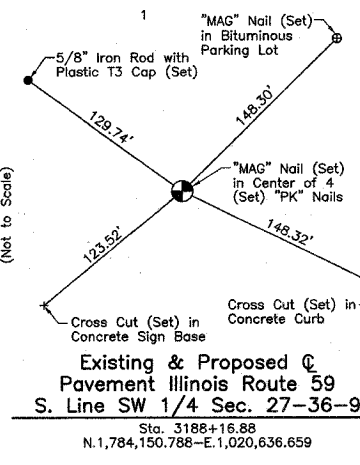 1
"MAG" Nail (Set)
in Bituminous
Parking Lot
5/8" Iron Rod with
Plastic T3 Cap (Set)
129.74'
148.30'
"MAG" Nail (Set)
in Center of 4
(Set) "PK" Nails
(Not to Scale)
123.52'
148.32'
Cross Cut (Set) in
Concrete Curb
Cross Cut (Set) in
Concrete Sign Base
Existing & Proposed ℄
Pavement Illinois Route 59
S. Line SW 1/4 Sec. 27-36-9
Sta. 3188+16.88
N.1,784,150.788-E.1,020,636.659